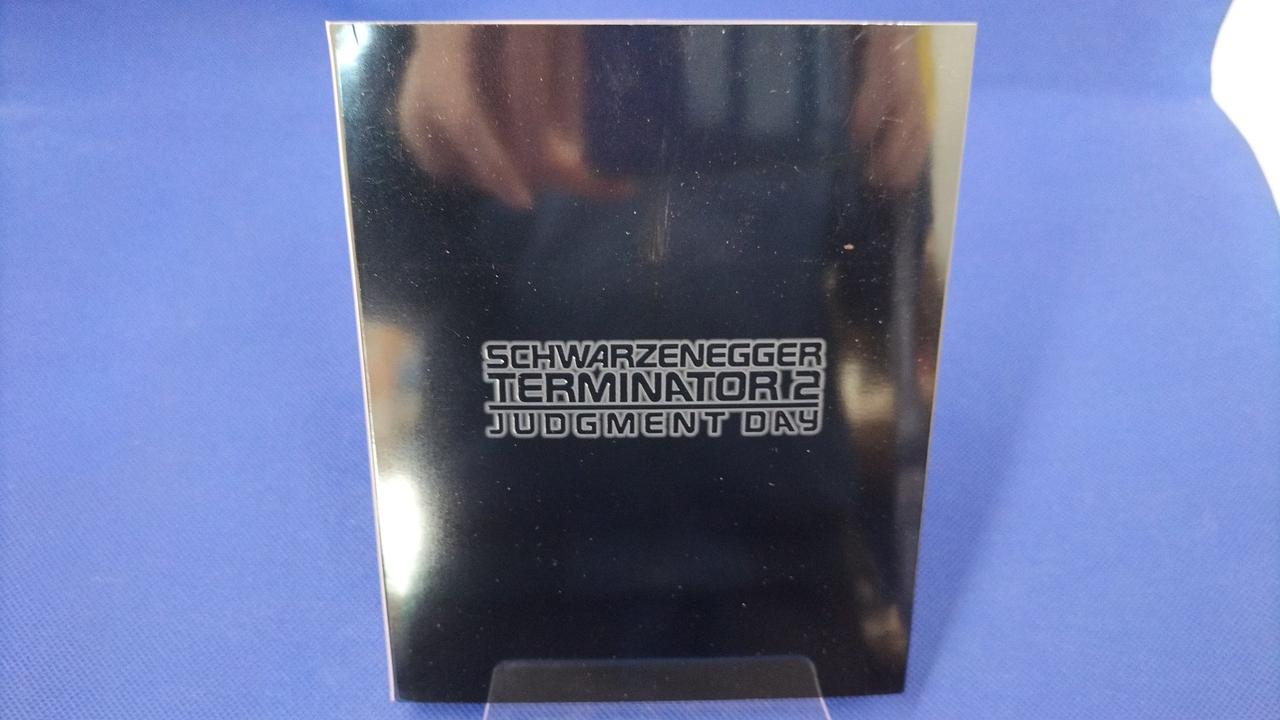 SCHWARZENEGGER
TERMINATOR 2
JUDGMENT DAY